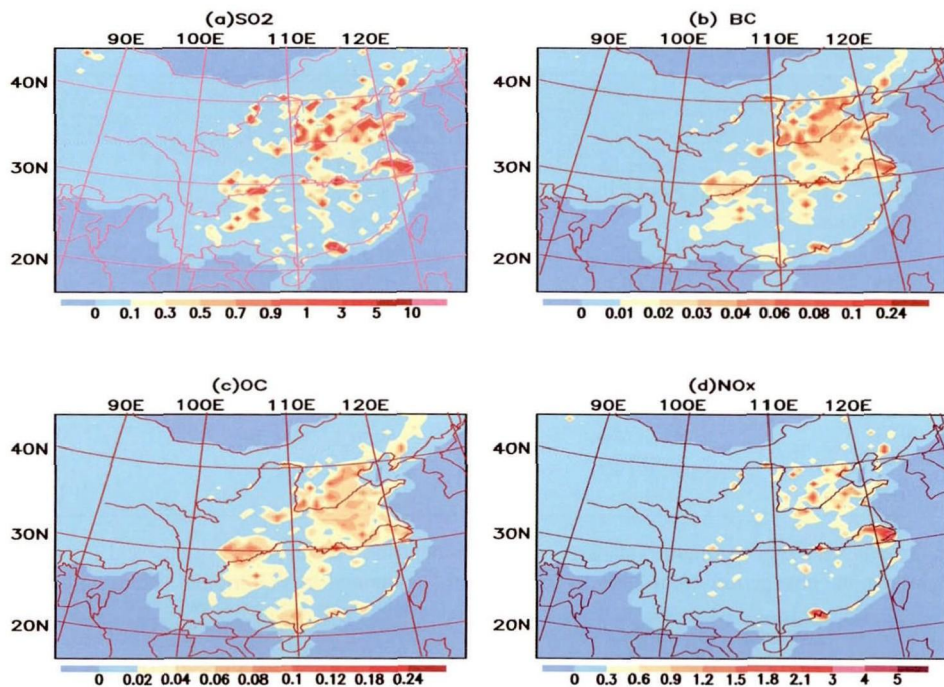 (a)SO2
90E 100E 110E 120E
40N
30N
20N
0 0.1 0.3 0.5 0.7 0.9 1 3 5 10
(b) BC
90E 100E 110E 120E
40N
30N
20N
0 0.01 0.02 0.03 0.04 0.06 0.08 0.1 0.24
(c)OC
90E 100E 110E 120E
40N
30N
20N
0 0.02 0.04 0.06 0.08 0.1 0.12 0.18 0.24
(d)NOx
90E 100E 110E 120E
40N
30N
20N
0 0.3 0.6 0.9 1.2 1.5 1.8 2.1 3 4 5